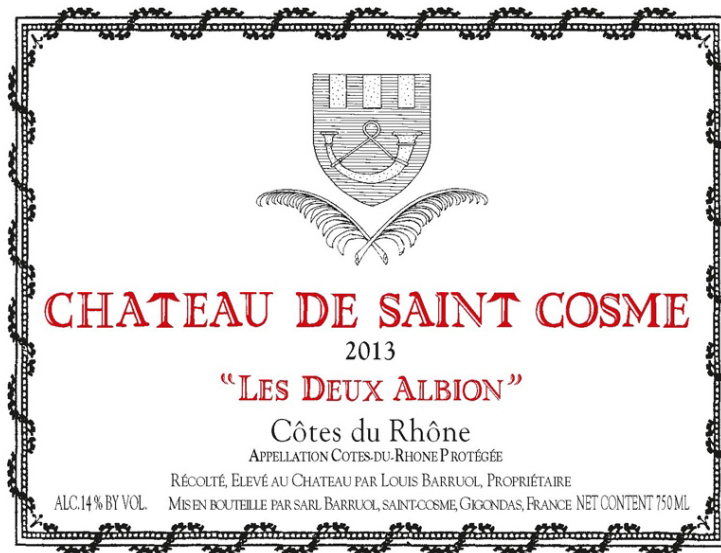 CHATEAU DE SAINT COSME
2013
“LES DEUX ALBION”
Côtes du Rhône
APPELLATION COTES-DU-RHONE PROTÉGÉE
RÉCOLTÉ, ELEVÉ AU CHATEAU PAR LOUIS BARRUOL, PROPRIÉTAIRE
ALC.14 % BY VOL. MIS EN BOUTEILLE PAR SARL BARRUOL, SAINT-COSME, GIGONDAS, FRANCE NET CONTENT 750 ML